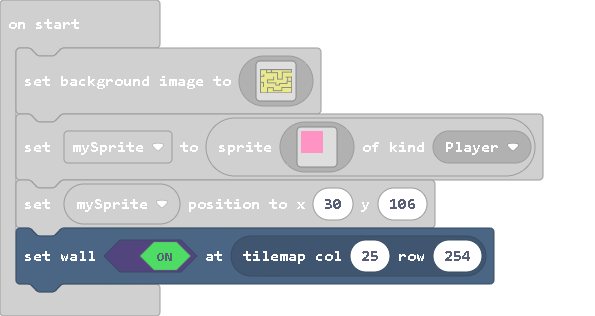 on start
set background image to
set mySprite to sprite of kind Player
set mySprite position to x 30 y 106
set wall ON at tilemap col 25 row 254